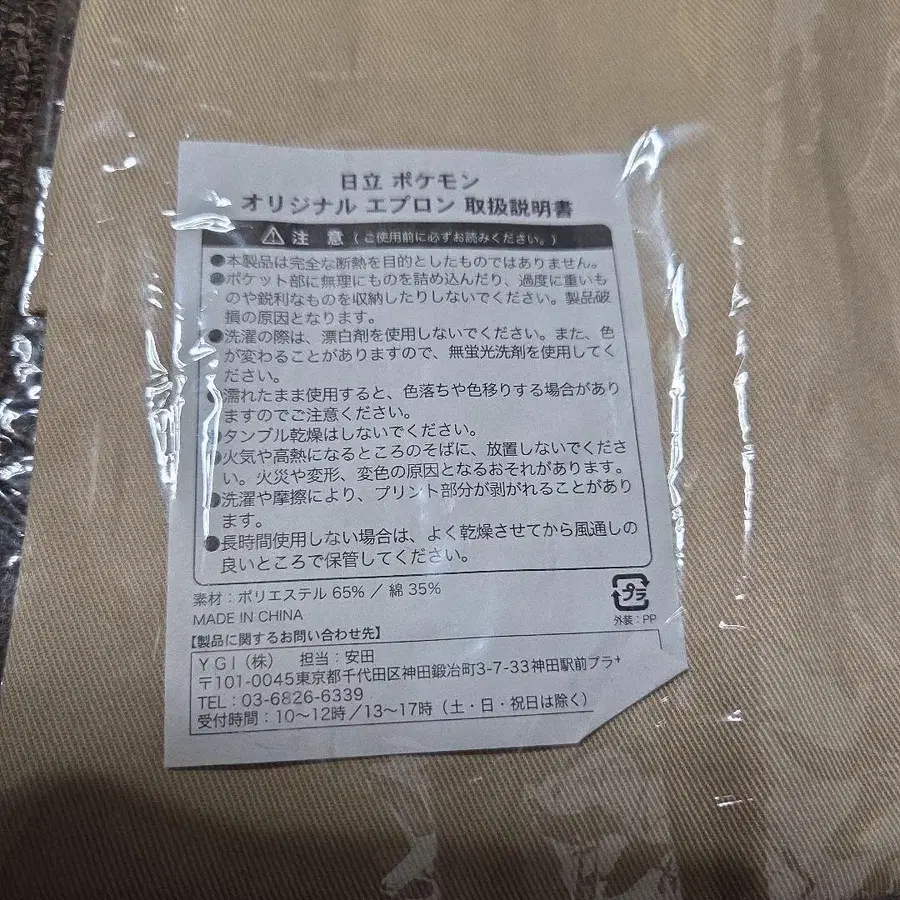 日立 ポケモン
オリジナル エプロン 取扱説明書
注 意 ( ご使用前に必ずお読みください。)
●本製品は完全な断熱を目的としたものではありません。
●ポケット部に無理にものを詰め込んだり、過度に重いも
のや鋭利なものを収納したりしないでください。製品破
損の原因となります。
●洗濯の際は、漂白剤を使用しないでください。また、色
が変わることがありますので、無蛍光洗剤を使用してく
ださい。
●濡れたまま使用すると、色落ちや色移りする場合があり
ますのでご注意ください。
●タンブル乾燥はしないでください。
●火気や高熱になるところのそばに、放置しないでくださ
い。火災や変形、変色の原因となるおそれがあります。
●洗濯や摩擦により、プリント部分が剥がれることがあり
ます。
●長時間使用しない場合は、よく乾燥させてから風通しの
良いところで保管してください。
素材：ポリエステル 65% / 綿 35%
MADE IN CHINA
プラ
外装：PP
【製品に関するお問い合わせ先】
YGI（株） 担当：安田
〒101-0045東京都千代田区神田鍛冶町3-7-33神田駅前プラ
TEL：03-6826-6339
受付時間：10〜12時／13〜17時（土・日・祝日は除く）